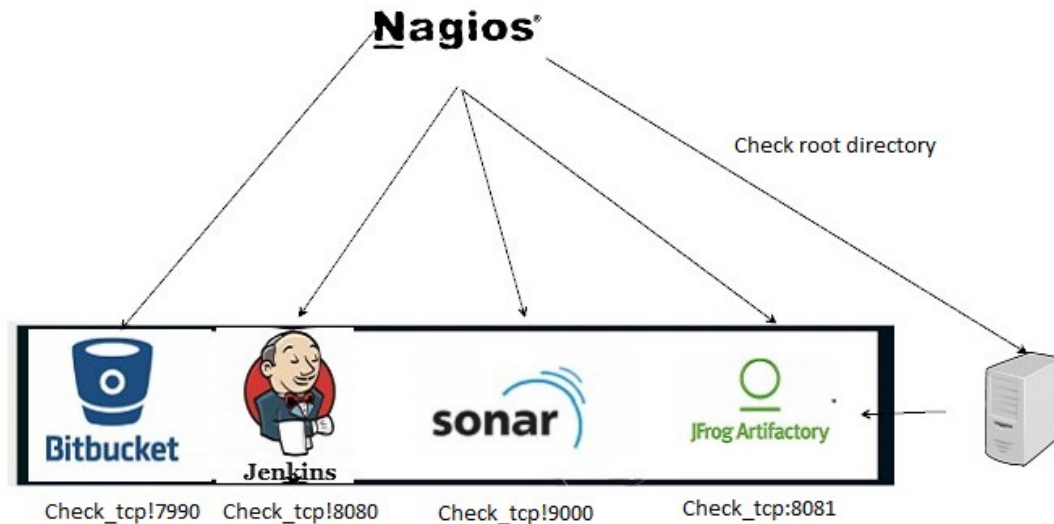 Nagios®
Check root directory
Bitbucket
Jenkins
sonar
JFrog Artifactory
Check_tcp!7990
Check_tcp!8080
Check_tcp!9000
Check_tcp:8081